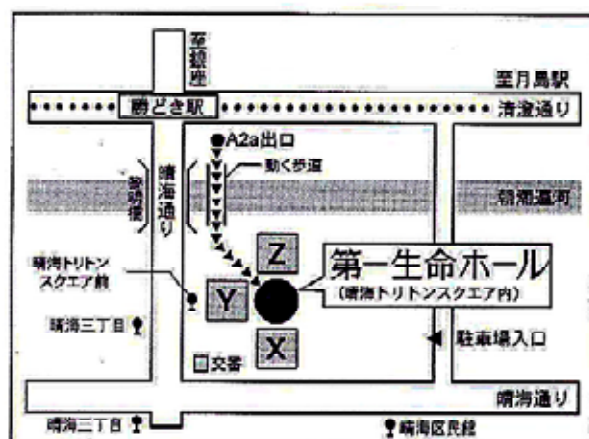 至銀座
至月島駅
勝どき駅
清澄通り
A2a出口
動く歩道
黎明橋
晴海通り
朝潮運河
晴海トリトン
スクエア前
Z
Y
X
第一生命ホール
(晴海トリトンスクエア内)
晴海三丁目
交番
駐車場入口
晴海通り
晴海三丁目
晴海区民館